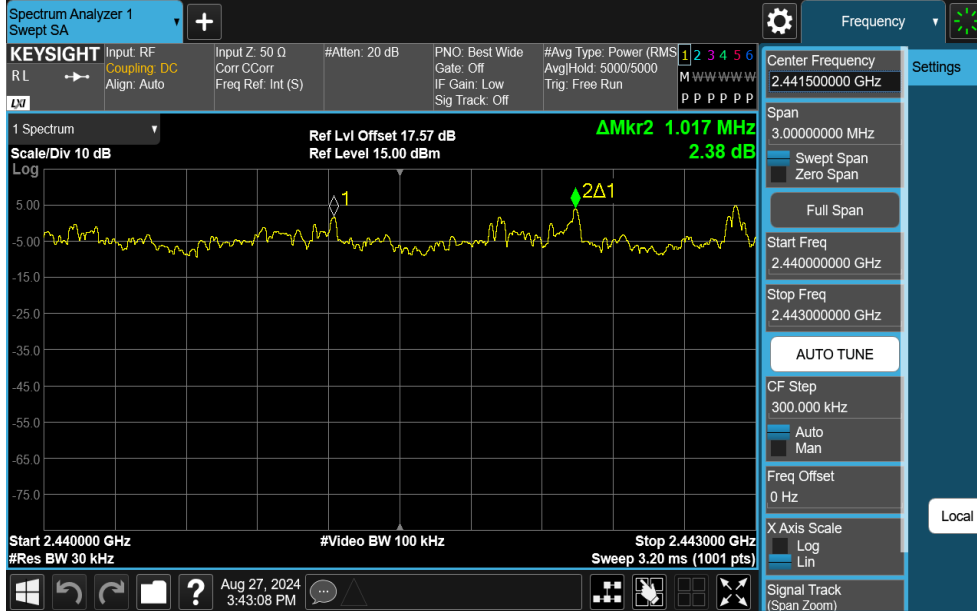 Spectrum Analyzer 1
Swept SA
+
Frequency
KEYSIGHT
RL
LXI
Input: RF
Coupling: DC
Align: Auto
Input Z: 50 Ω
Corr CCorr
Freq Ref: Int (S)
#Atten: 20 dB
PNO: Best Wide
Gate: Off
IF Gain: Low
Sig Track: Off
#Avg Type: Power (RMS
Avg|Hold: 5000/5000
Trig: Free Run
1 2 3 4 5 6
M W W W W W
P P P P P P
1 Spectrum
Scale/Div 10 dB
Log
Ref Lvl Offset 17.57 dB
Ref Level 15.00 dBm
ΔMkr2 1.017 MHz
2.38 dB
1
2Δ1
5.00
-5.00
-15.0
-25.0
-35.0
-45.0
-55.0
-65.0
-75.0
Start 2.440000 GHz
#Res BW 30 kHz
#Video BW 100 kHz
Stop 2.443000 GHz
Sweep 3.20 ms (1001 pts)
Center Frequency
2.441500000 GHz
Span
3.00000000 MHz
Swept Span
Zero Span
Full Span
Start Freq
2.440000000 GHz
Stop Freq
2.443000000 GHz
AUTO TUNE
CF Step
300.000 kHz
Auto
Man
Freq Offset
0 Hz
X Axis Scale
Log
Lin
Signal Track
(Span Zoom)
Settings
Local
?
Aug 27, 2024
3:43:08 PM